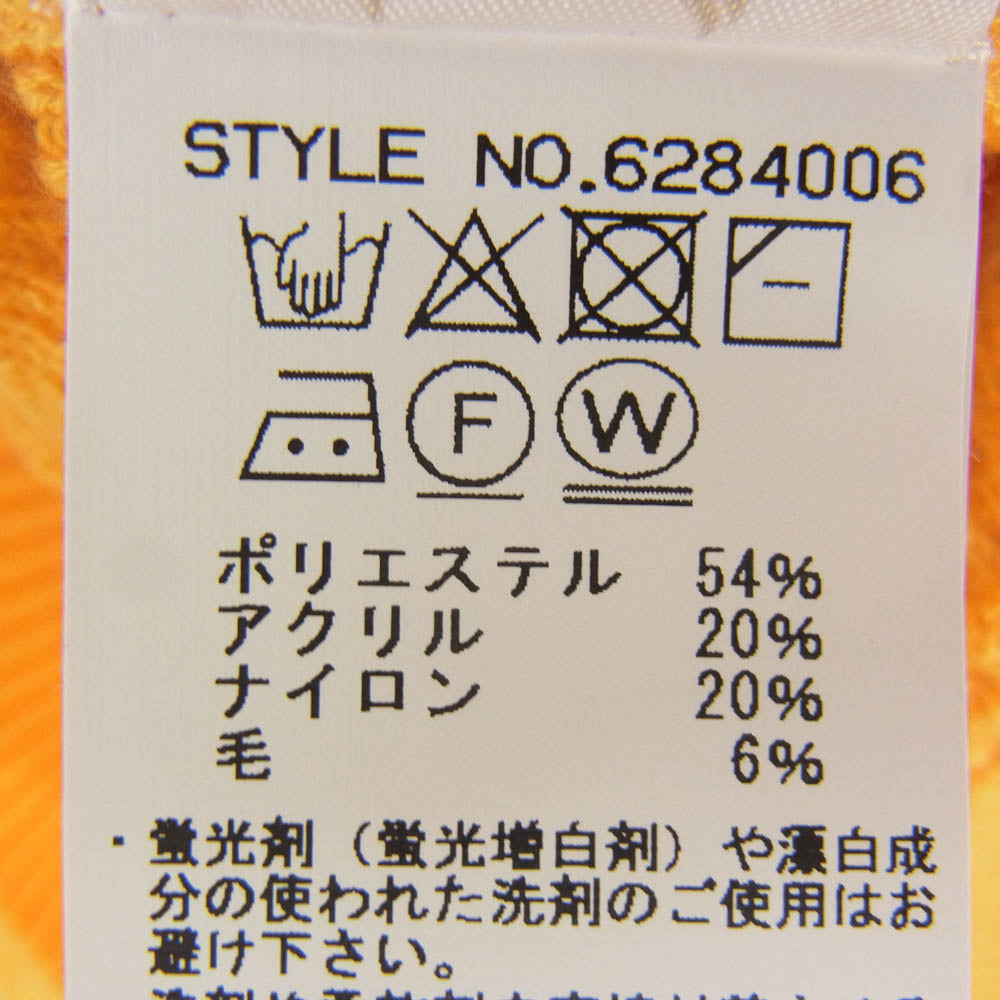 STYLE NO.6284006
F W
ポリエステル 54%
アクリル 20%
ナイロン 20%
毛 6%
・蛍光剤（蛍光増白剤）や漂白成
分の使われた洗剤のご使用はお
避け下さい。